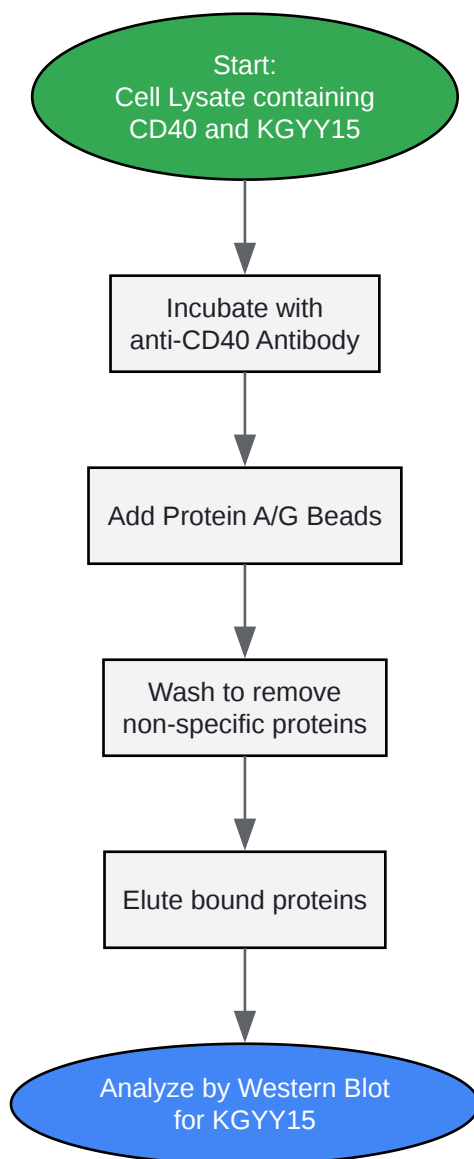 Start:
Cell Lysate containing
CD40 and KGYY15
Incubate with
anti-CD40 Antibody
Add Protein A/G Beads
Wash to remove
non-specific proteins
Elute bound proteins
Analyze by Western Blot
for KGYY15